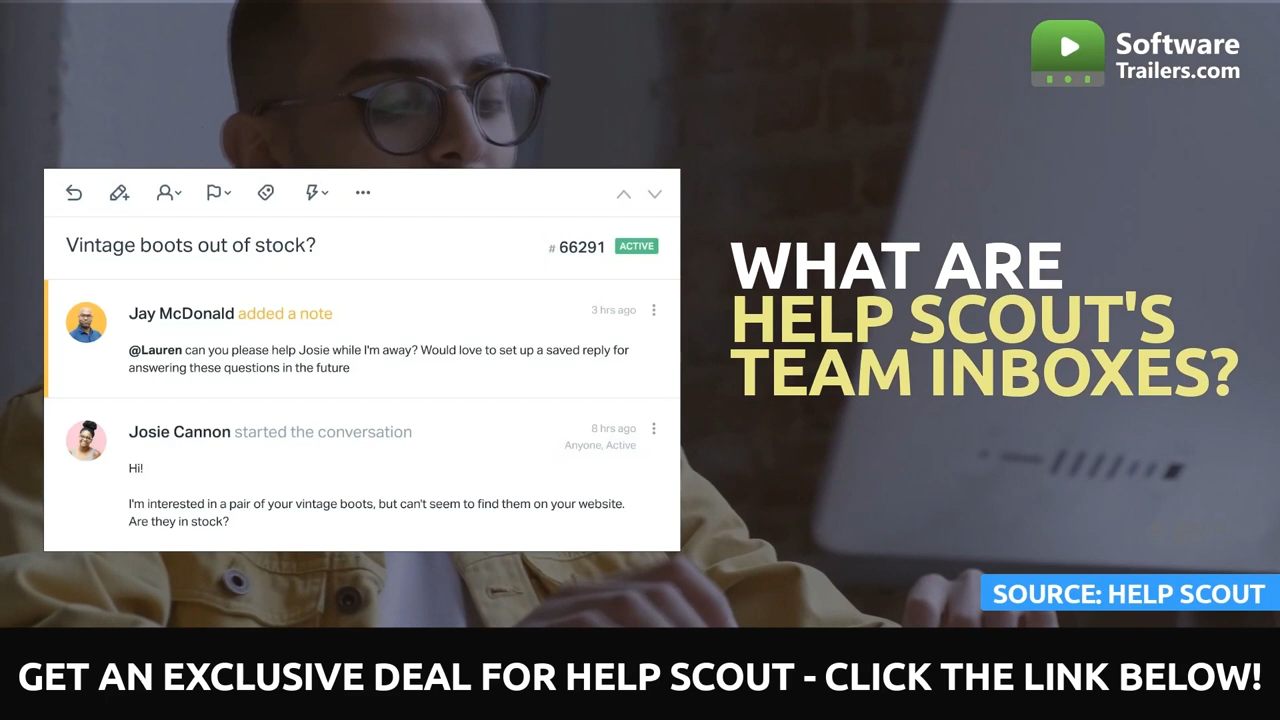 Software
Trailers.com
Vintage boots out of stock?
# 66291 ACTIVE
Jay McDonald added a note
3 hrs ago
@Lauren can you please help Josie while I'm away? Would love to set up a saved reply for
answering these questions in the future
Josie Cannon started the conversation
8 hrs ago
Anyone, Active
Hi!
I'm interested in a pair of your vintage boots, but can't seem to find them on your website.
Are they in stock?
WHAT ARE
HELP SCOUT'S
TEAM INBOXES?
SOURCE: HELP SCOUT
GET AN EXCLUSIVE DEAL FOR HELP SCOUT - CLICK THE LINK BELOW!